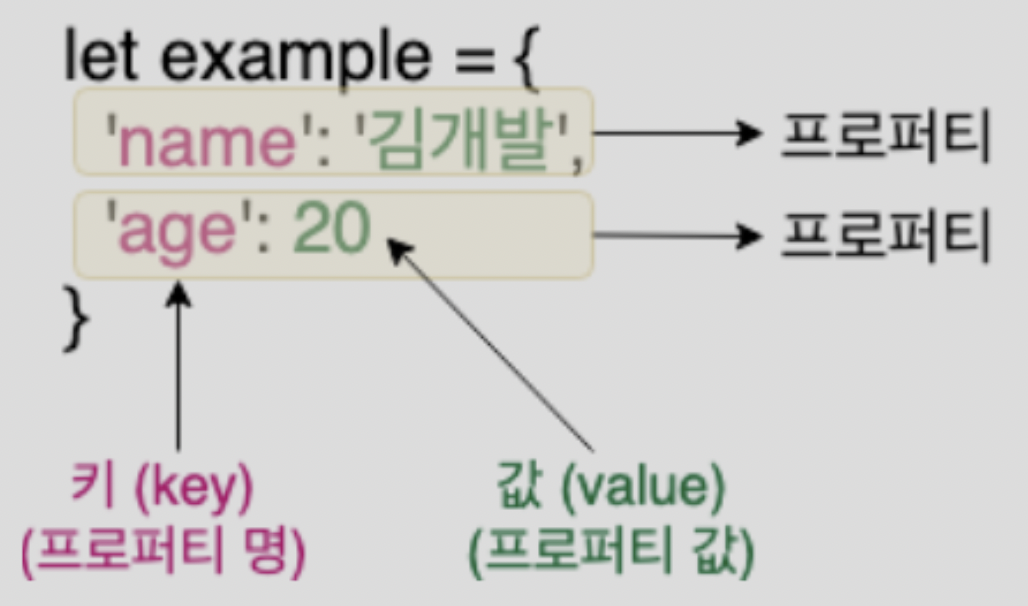 let example = {
'name': '김개발', 프로퍼티
'age': 20 프로퍼티
}
키 (key) 값 (value)
(프로퍼티 명) (프로퍼티 값)